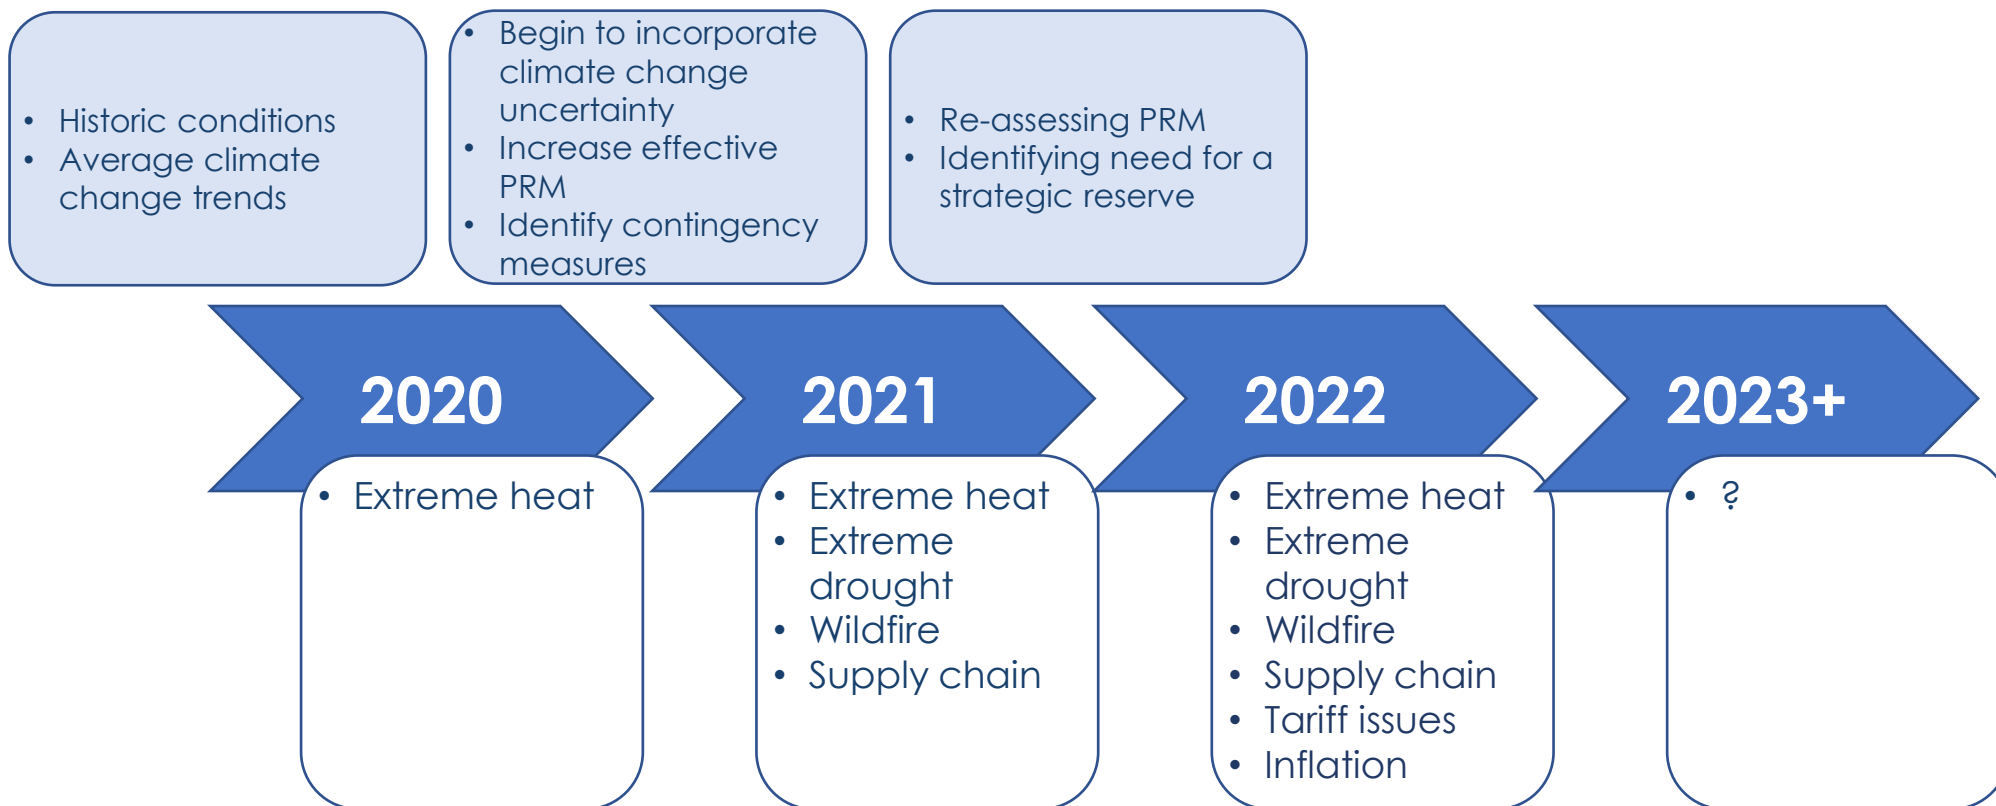 • Historic conditions
• Average climate
change trends
• Begin to incorporate
climate change
uncertainty
• Increase effective
PRM
• Identify contingency
measures
• Re-assessing PRM
• Identifying need for a
strategic reserve
2020
2021
2022
2023+
• Extreme heat
• Extreme heat
• Extreme
drought
• Wildfire
• Supply chain
• Extreme heat
• Extreme
drought
• Wildfire
• Supply chain
• Tariff issues
• Inflation
• ?